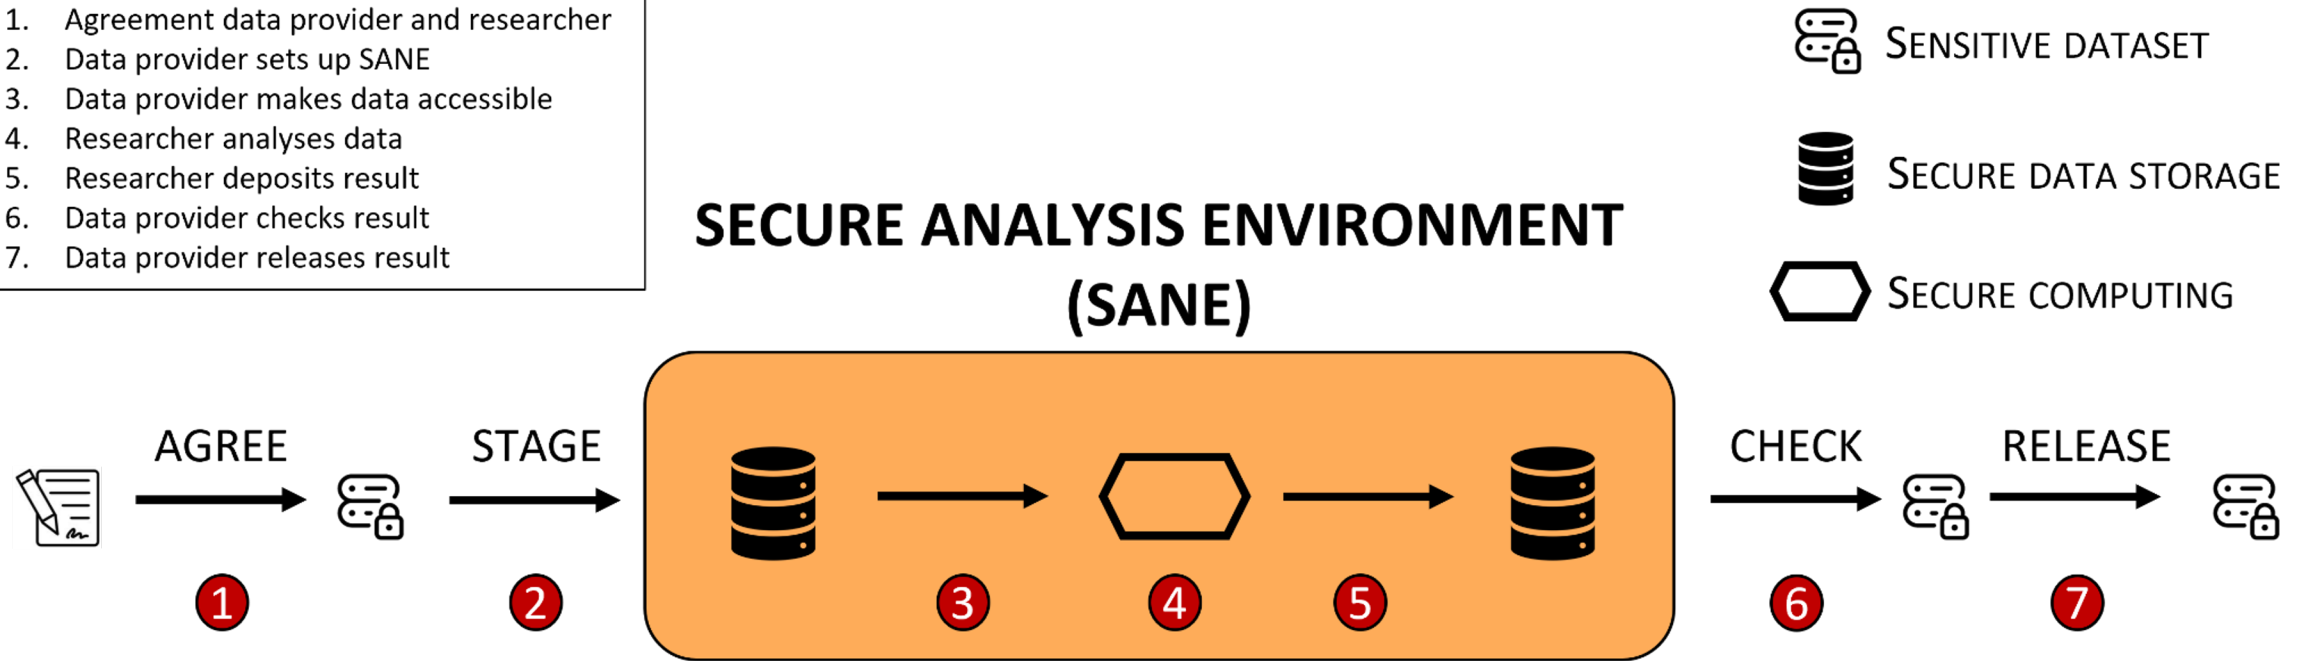 1. Agreement data provider and researcher
2. Data provider sets up SANE
3. Data provider makes data accessible
4. Researcher analyses data
5. Researcher deposits result
6. Data provider checks result
7. Data provider releases result
SENSITIVE DATASET
SECURE DATA STORAGE
SECURE COMPUTING
SECURE ANALYSIS ENVIRONMENT
(SANE)
AGREE
STAGE
CHECK
RELEASE
1
2
3
4
5
6
7